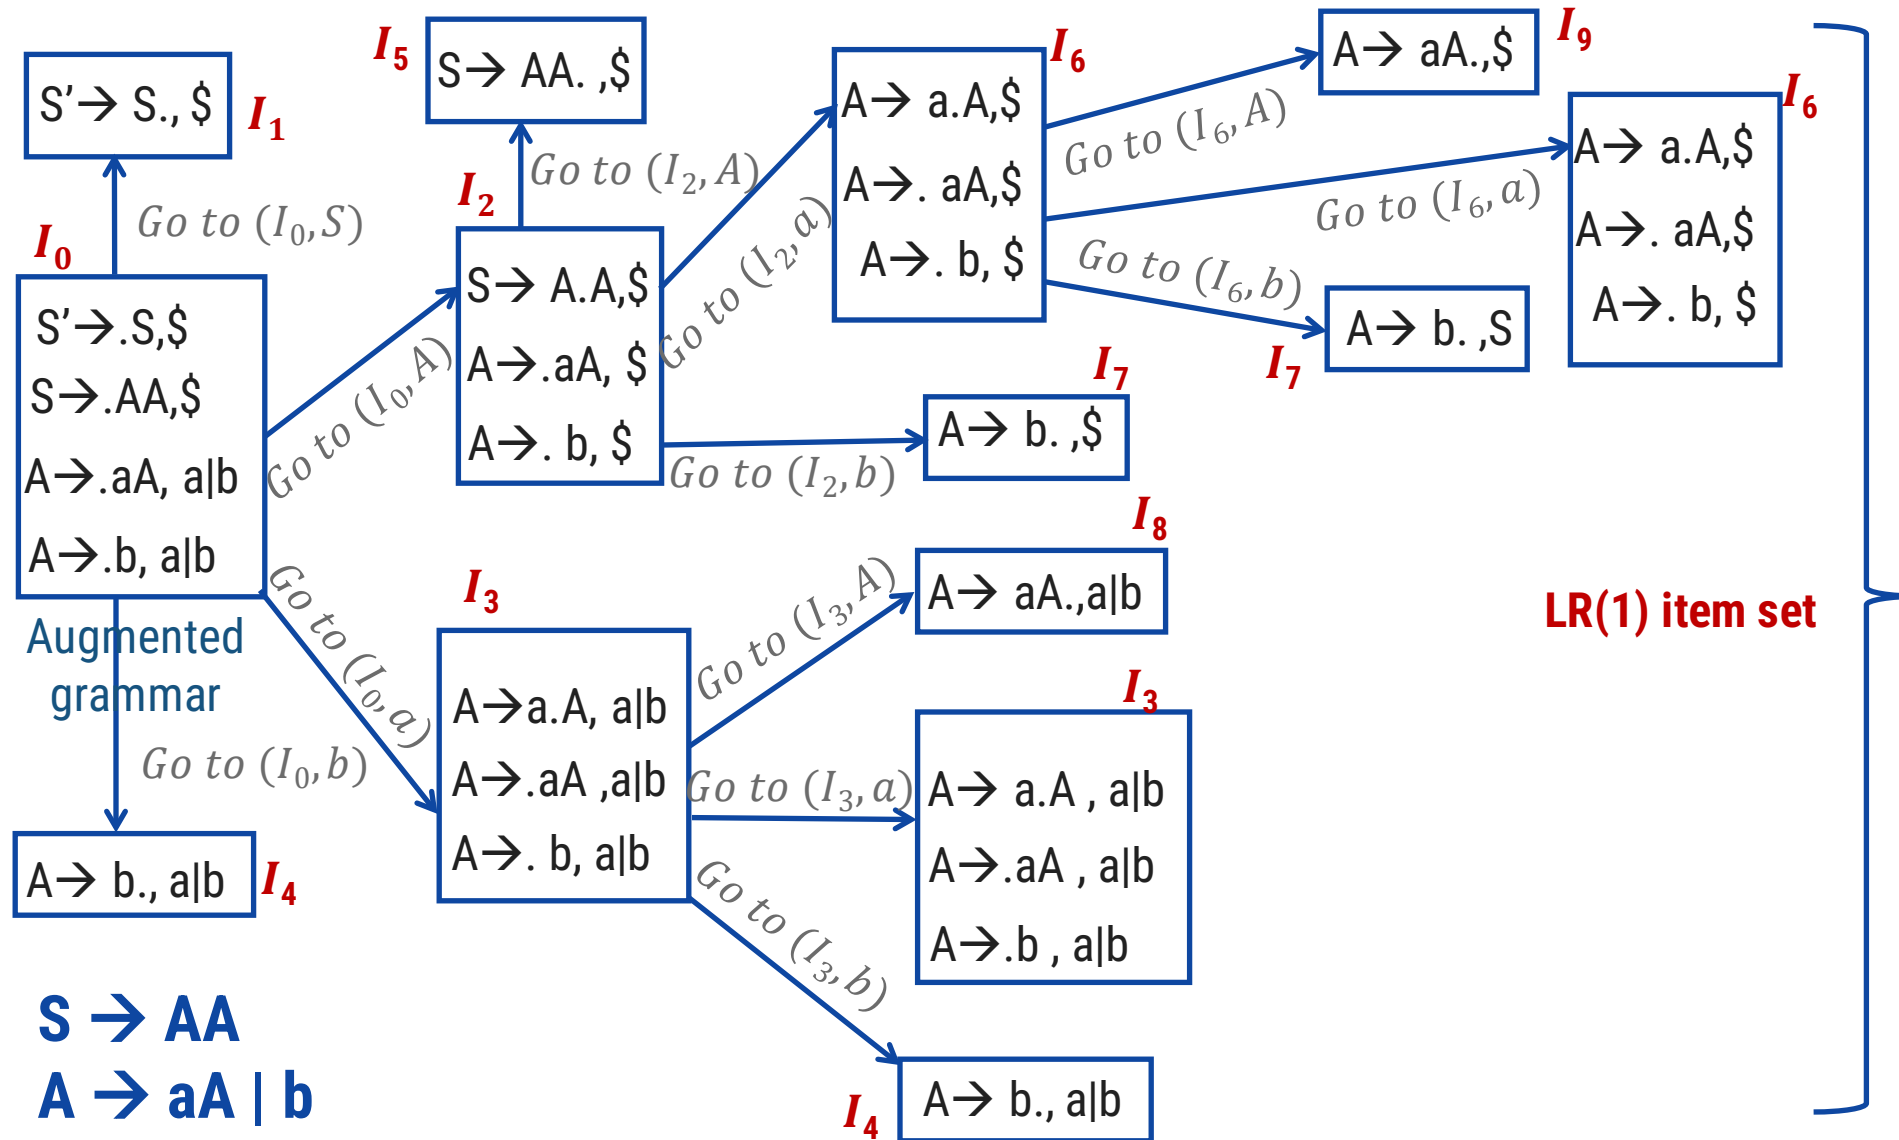 I5
S→ AA. ,$
I6
A→ a.A,$
A→. aA,$
A→. b, $
I9
A→ aA.,$
I6
A→ a.A,$
A→. aA,$
A→. b, $
S’→ S., $
I1
Go to (I0,S)
Go to (I2,A)
Go to (I2,a)
Go to (I6,A)
Go to (I6,a)
Go to (I6,b)
A→ b. ,S
I7
I0
S’→.S,$
S→.AA,$
A→.aA, a|b
A→.b, a|b
Augmented
grammar
Go to (I0,A)
I2
S→ A.A,$
A→.aA, $
A→. b, $
Go to (I2,b)
I7
A→ b. ,$
Go to (I0,a)
Go to (I0,b)
A→ b., a|b
I4
I3
A→a.A, a|b
A→.aA ,a|b
A→. b, a|b
Go to (I3,A)
I8
A→ aA.,a|b
Go to (I3,a)
I3
A→ a.A , a|b
A→.aA , a|b
A→.b , a|b
Go to (I3,b)
I4
A→ b., a|b
LR(1) item set
S → AA
A → aA | b